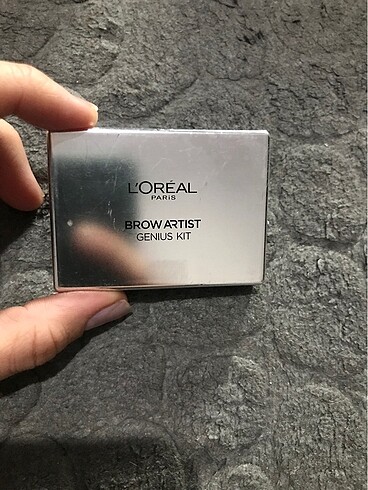 L'ORÉAL
PARIS
BROW ARTIST
GENIUS KIT